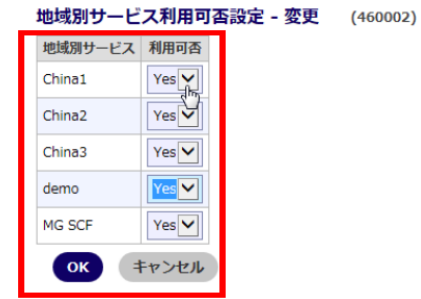 地域別サービス利用可否設定 - 変更 (460002)
地域別サービス 利用可否
China1 Yes
China2 Yes
China3 Yes
demo Yes
MG SCF Yes
OK キャンセル